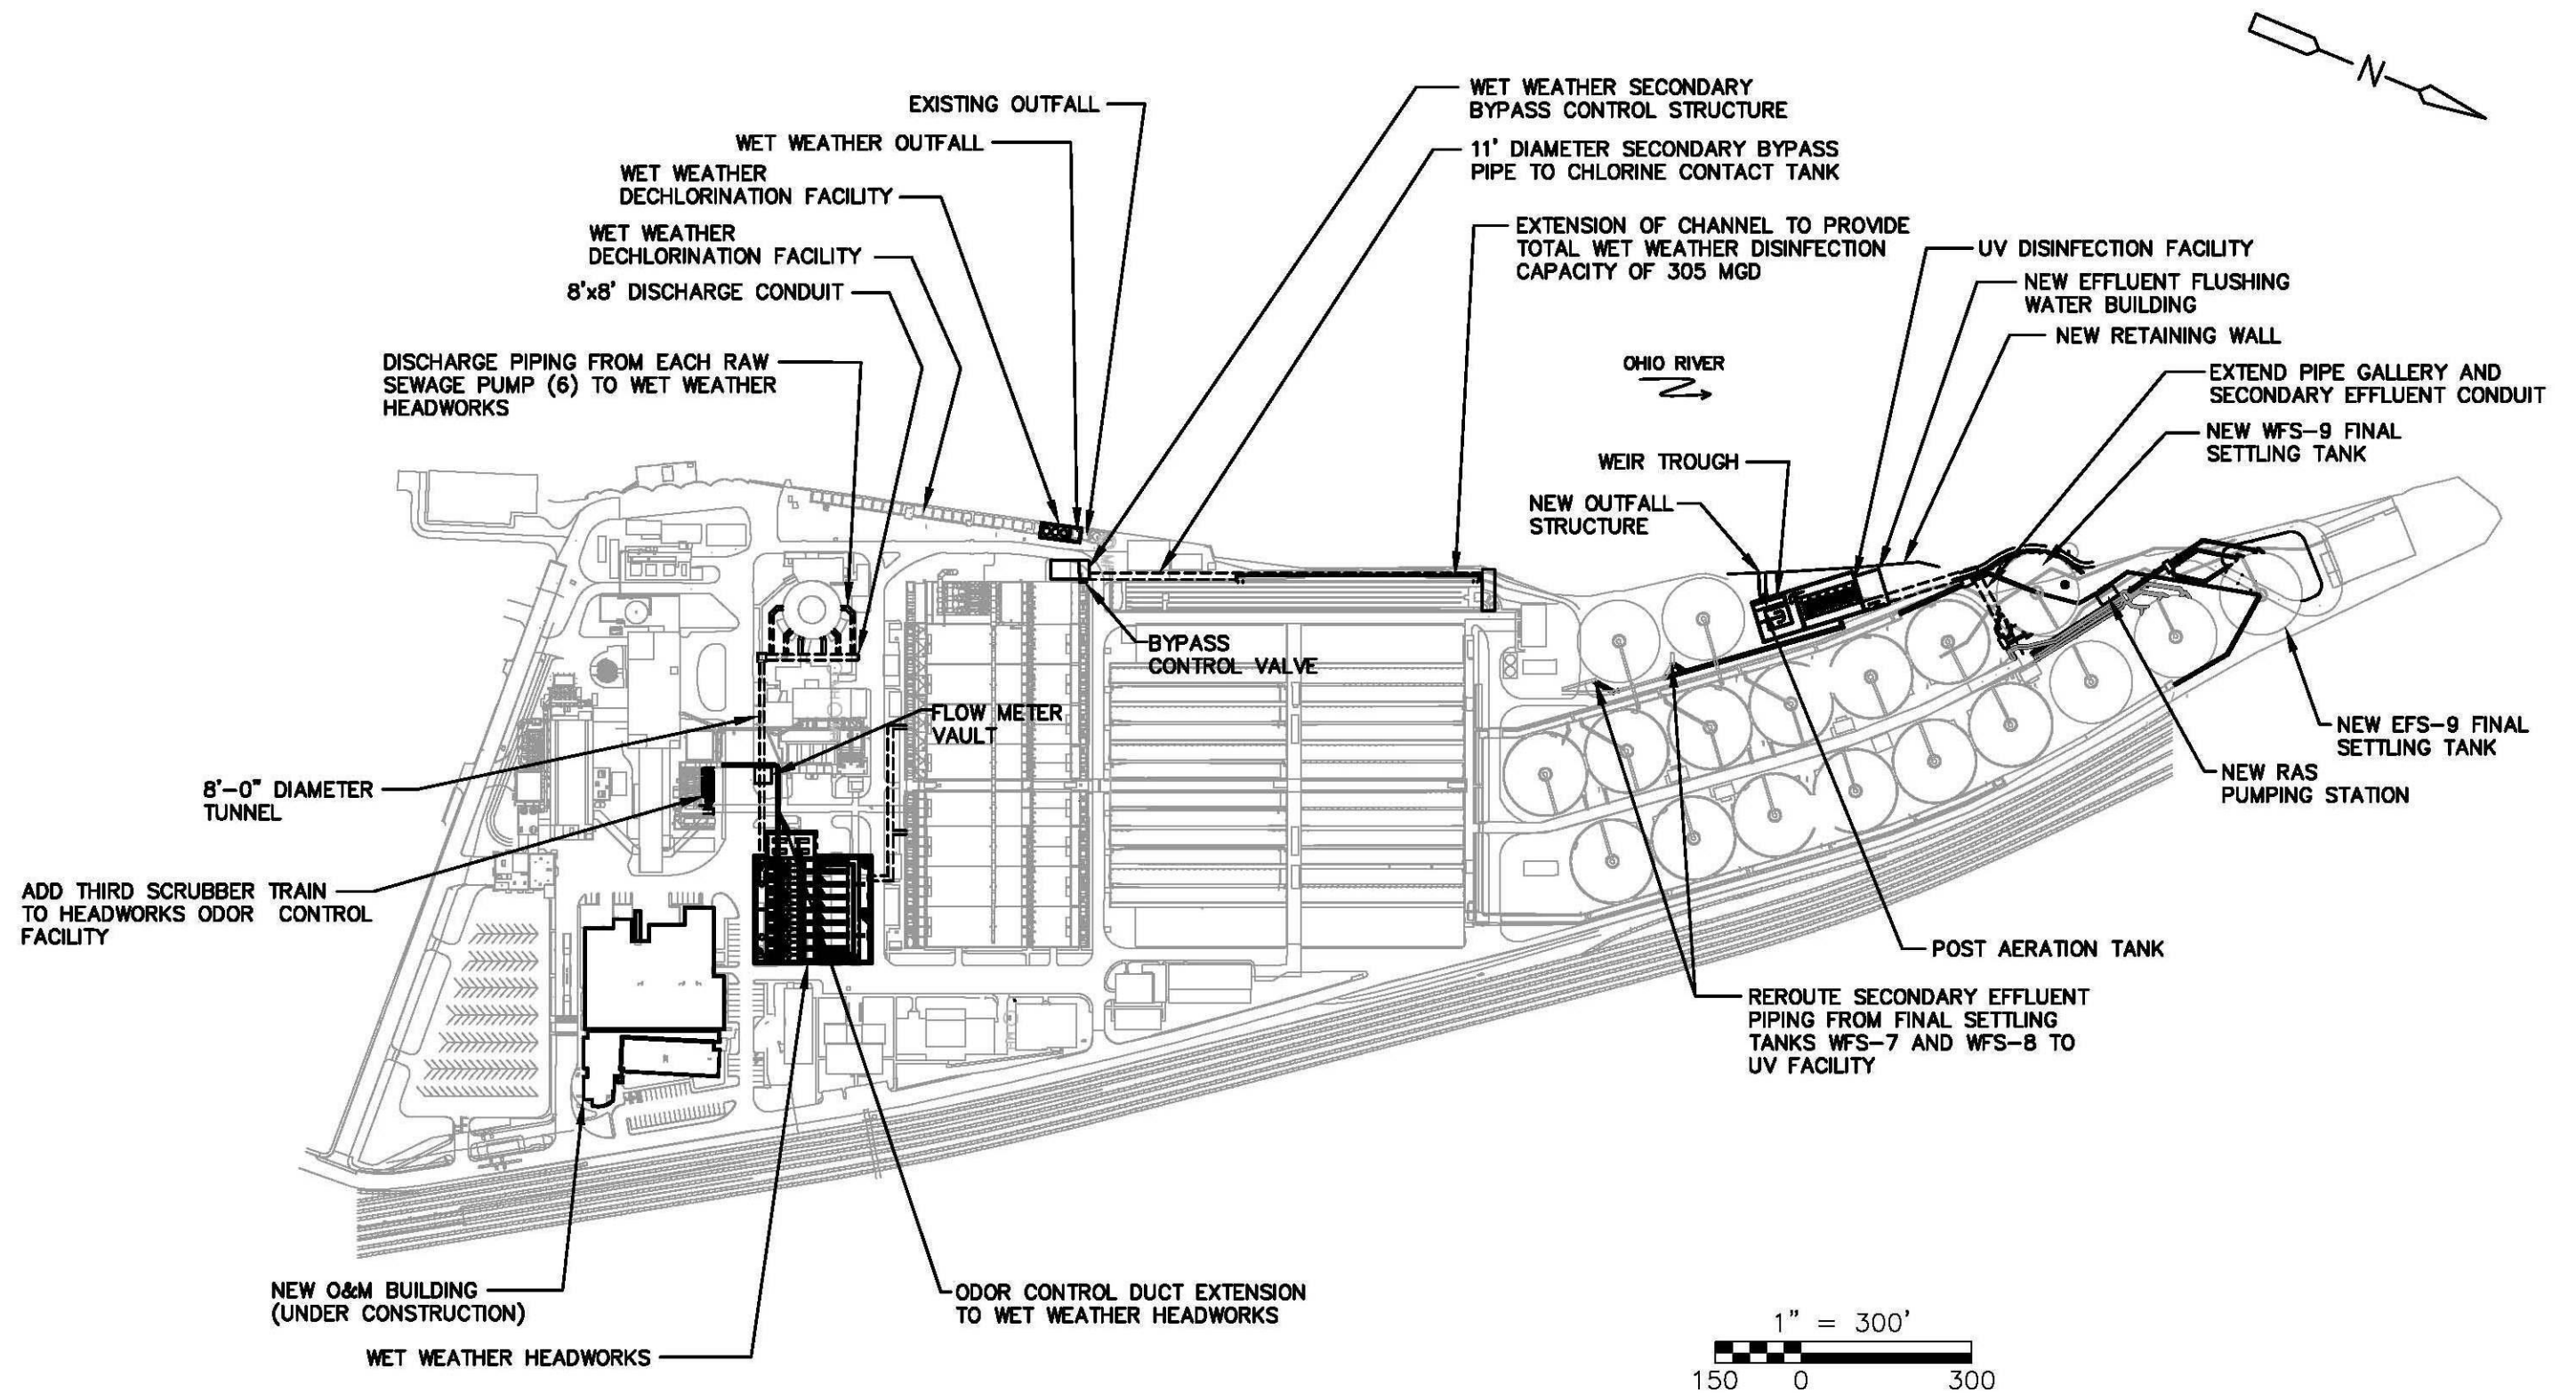 N
EXISTING OUTFALL
WET WEATHER OUTFALL
WET WEATHER
DECHLORINATION FACILITY
WET WEATHER
DECHLORINATION FACILITY
8'x8' DISCHARGE CONDUIT
DISCHARGE PIPING FROM EACH RAW
SEWAGE PUMP (6) TO WET WEATHER
HEADWORKS
WET WEATHER SECONDARY
BYPASS CONTROL STRUCTURE
11' DIAMETER SECONDARY BYPASS
PIPE TO CHLORINE CONTACT TANK
EXTENSION OF CHANNEL TO PROVIDE
TOTAL WET WEATHER DISINFECTION
CAPACITY OF 305 MGD
UV DISINFECTION FACILITY
NEW EFFLUENT FLUSHING
WATER BUILDING
NEW RETAINING WALL
OHIO RIVER
EXTEND PIPE GALLERY AND
SECONDARY EFFLUENT CONDUIT
NEW WFS-9 FINAL
SETTLING TANK
WEIR TROUGH
NEW OUTFALL
STRUCTURE
BYPASS
CONTROL VALVE
FLOW METER
VAULT
8'-0" DIAMETER
TUNNEL
ADD THIRD SCRUBBER TRAIN
TO HEADWORKS ODOR CONTROL
FACILITY
NEW EFS-9 FINAL
SETTLING TANK
NEW RAS
PUMPING STATION
POST AERATION TANK
REROUTE SECONDARY EFFLUENT
PIPING FROM FINAL SETTLING
TANKS WFS-7 AND WFS-8 TO
UV FACILITY
NEW O&M BUILDING
(UNDER CONSTRUCTION)
WET WEATHER HEADWORKS
ODOR CONTROL DUCT EXTENSION
TO WET WEATHER HEADWORKS
1" = 300'
150 0 300